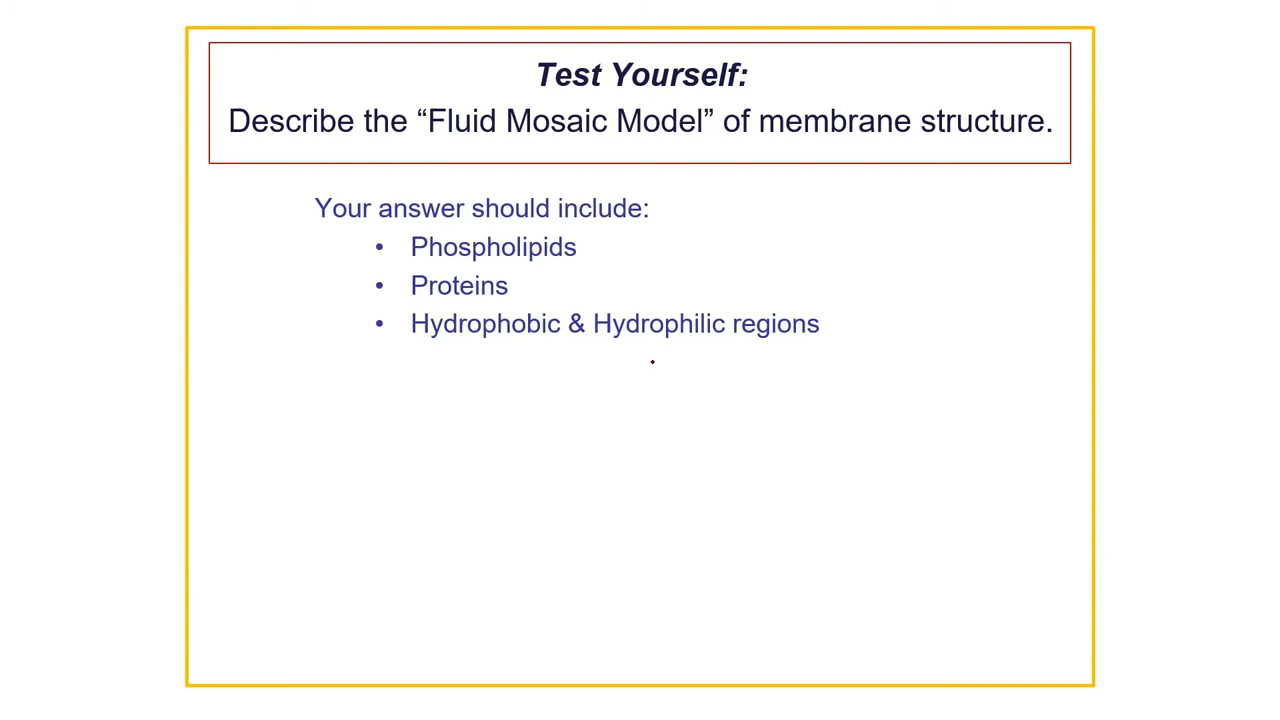 Test Yourself:
Describe the “Fluid Mosaic Model” of membrane structure.
Your answer should include:
• Phospholipids
• Proteins
• Hydrophobic & Hydrophilic regions